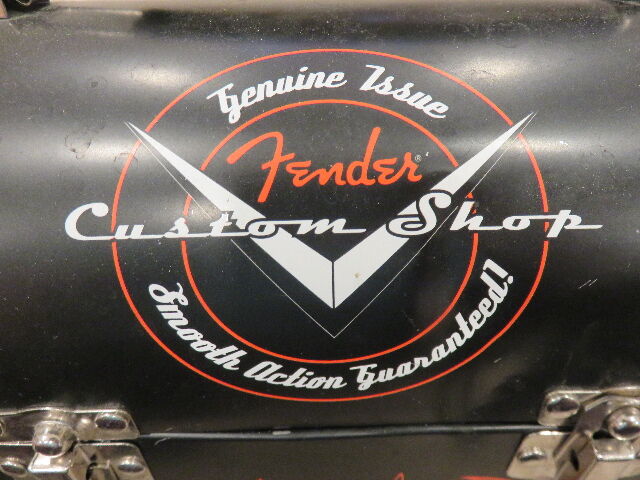 Genuine Issue
Fender®
Custom Shop
Smooth Action Guaranteed!